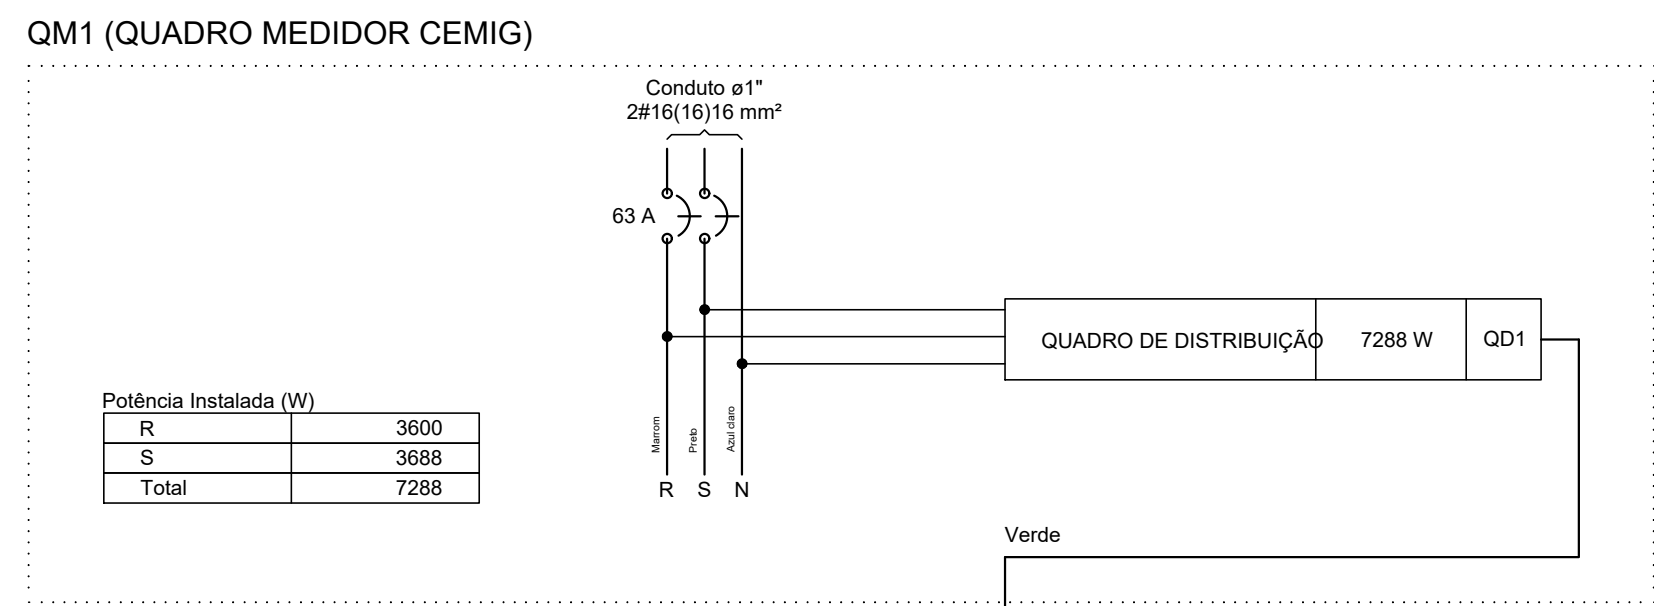 QM1 (QUADRO MEDIDOR CEMIG)
Conduto ø1"
2#16(16)16 mm²
63 A
QUADRO DE DISTRIBUIÇÃO 7288 W QD1
Potência Instalada (W)
R 3600
S 3688
Total 7288
Marrom
Preto
Azul claro
R S N
Verde